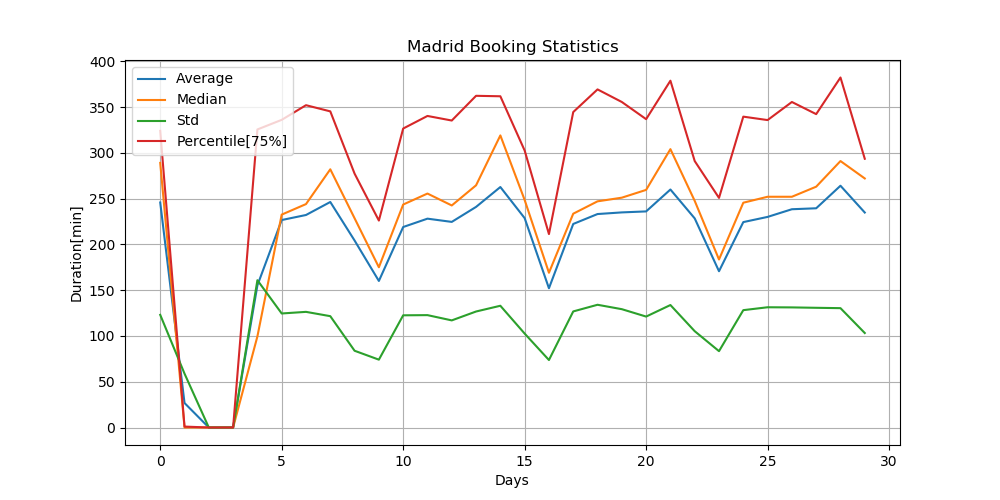 Madrid Booking Statistics
Average
Median
Std
Percentile[75%]
400
350
300
250
200
150
100
50
0
Duration[min]
0 5 10 15 20 25 30
Days